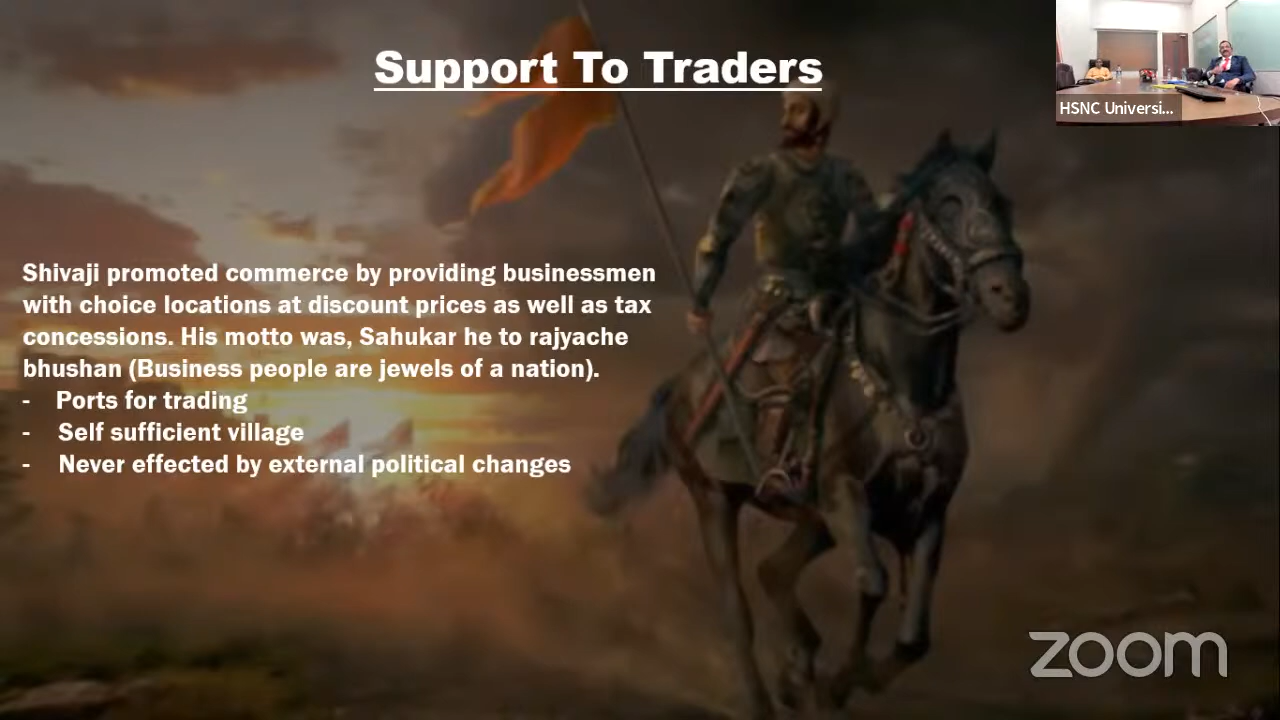 Support To Traders
HSNC Universi...
Shivaji promoted commerce by providing businessmen
with choice locations at discount prices as well as tax
concessions. His motto was, Sahukar he to rajyache
bhushan (Business people are jewels of a nation).
- Ports for trading
- Self sufficient village
- Never effected by external political changes
zoom